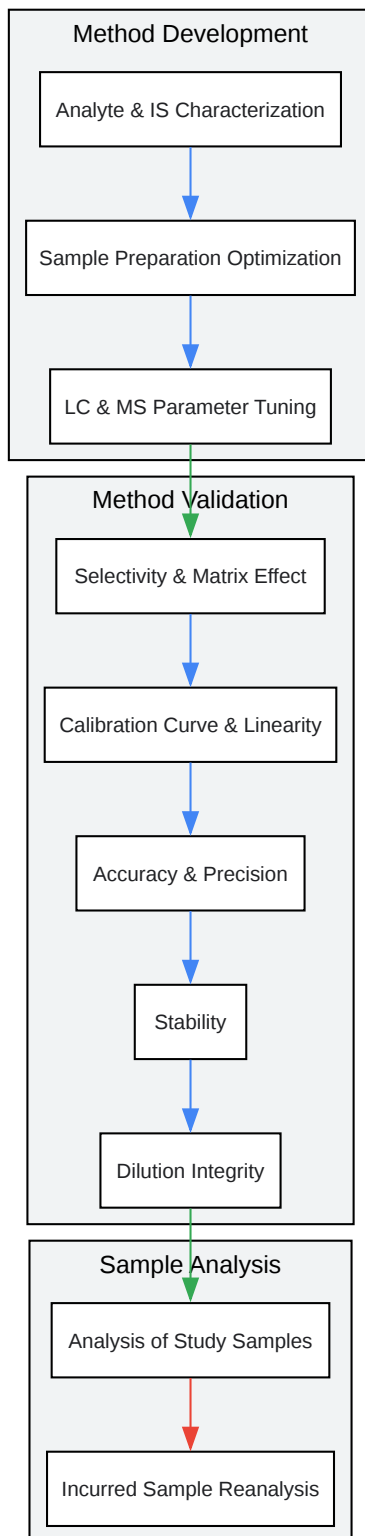 Method Development
Analyte & IS Characterization
Sample Preparation Optimization
LC & MS Parameter Tuning
Method Validation
Selectivity & Matrix Effect
Calibration Curve & Linearity
Accuracy & Precision
Stability
Dilution Integrity
Sample Analysis
Analysis of Study Samples
Incurred Sample Reanalysis